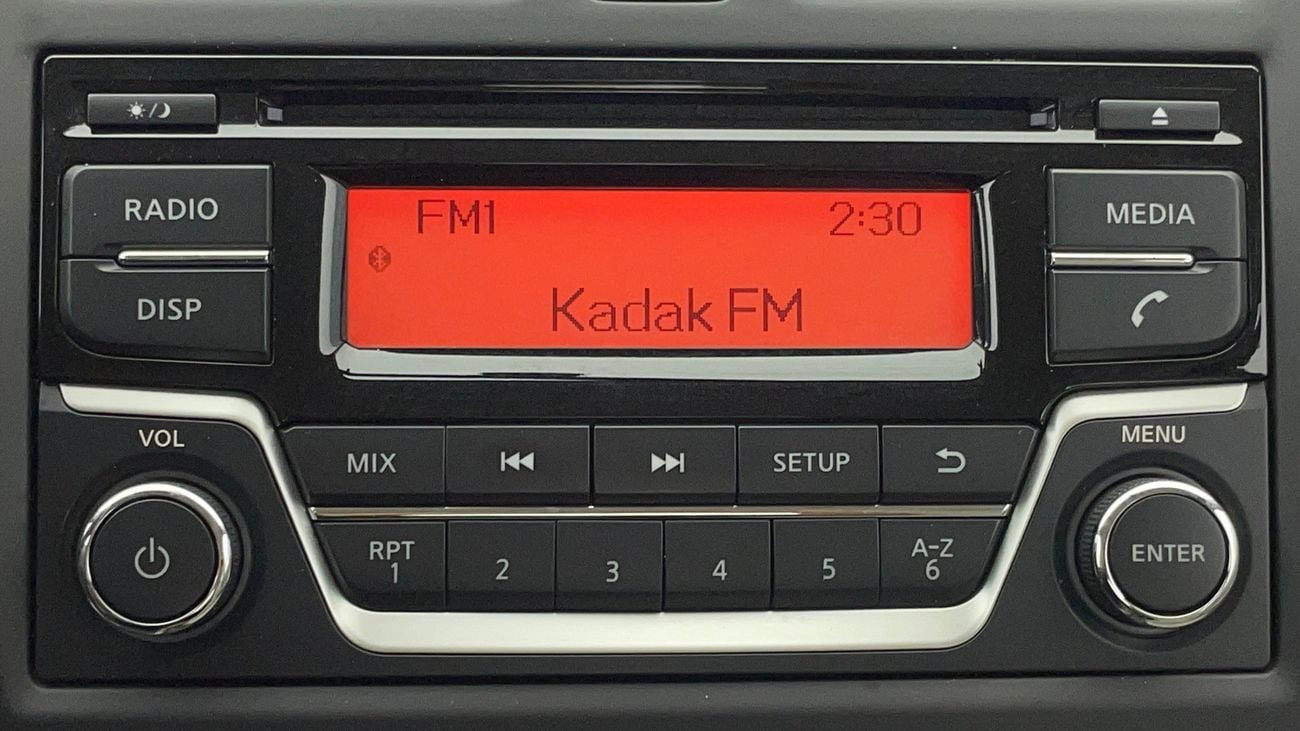 RADIO
DISP
FM1 2:30
Kadak FM
MEDIA
VOL
MENU
MIX SETUP
RPT A-Z
1 2 3 4 5 6
ENTER